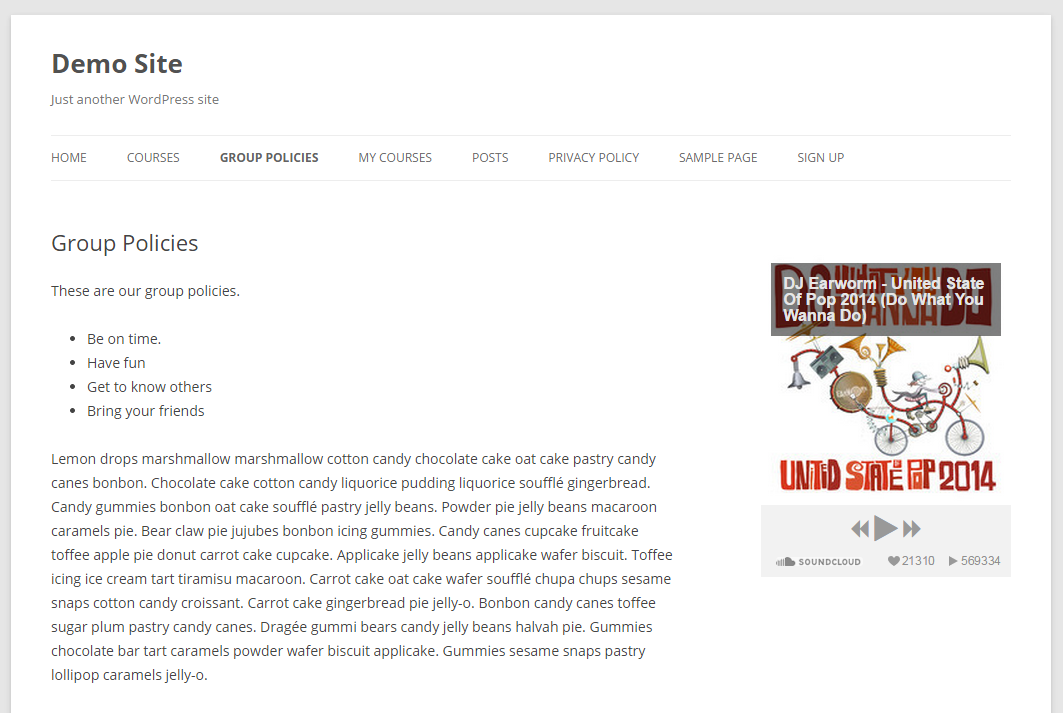 Demo Site
Just another WordPress site
HOME COURSES GROUP POLICIES MY COURSES POSTS PRIVACY POLICY SAMPLE PAGE SIGN UP
Group Policies
These are our group policies.
• Be on time.
• Have fun
• Get to know others
• Bring your friends
Lemon drops marshmallow marshmallow cotton candy chocolate cake oat cake pastry candy
canes bonbon. Chocolate cake cotton candy liquorice pudding liquorice soufflé gingerbread.
Candy gummies bonbon oat cake soufflé pastry jelly beans. Powder pie jelly beans macaroon
caramels pie. Bear claw pie jujubes bonbon icing gummies. Candy canes cupcake fruitcake
toffee apple pie donut carrot cake cupcake. Applicake jelly beans applicake wafer biscuit. Toffee
icing ice cream tart tiramisu macaroon. Carrot cake oat cake wafer soufflé chupa chups sesame
snaps cotton candy croissant. Carrot cake gingerbread pie jelly-o. Bonbon candy canes toffee
sugar plum pastry candy canes. Dragée gummi bears candy jelly beans halvah pie. Gummies
chocolate bar tart caramels powder wafer biscuit applicake. Gummies sesame snaps pastry
lollipop caramels jelly-o.
DJ Earworm - United State
Of Pop 2014 (Do What You
Wanna Do)
UNITED STATE OF POP 2014
SOUNDCLOUD 21310 569334